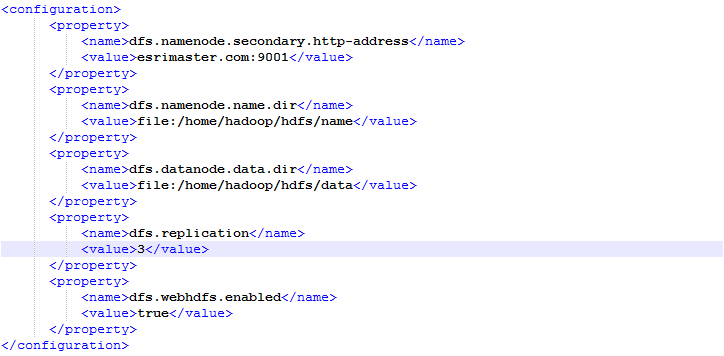 <configuration>
<property>
<name>dfs.namenode.secondary.http-address</name>
<value>esrimaster.com:9001</value>
</property>
<property>
<name>dfs.namenode.name.dir</name>
<value>file:/home/hadoop/hdfs/name</value>
</property>
<property>
<name>dfs.datanode.data.dir</name>
<value>file:/home/hadoop/hdfs/data</value>
</property>
<property>
<name>dfs.replication</name>
<value>3</value>
</property>
<property>
<name>dfs.webhdfs.enabled</name>
<value>true</value>
</property>
</configuration>